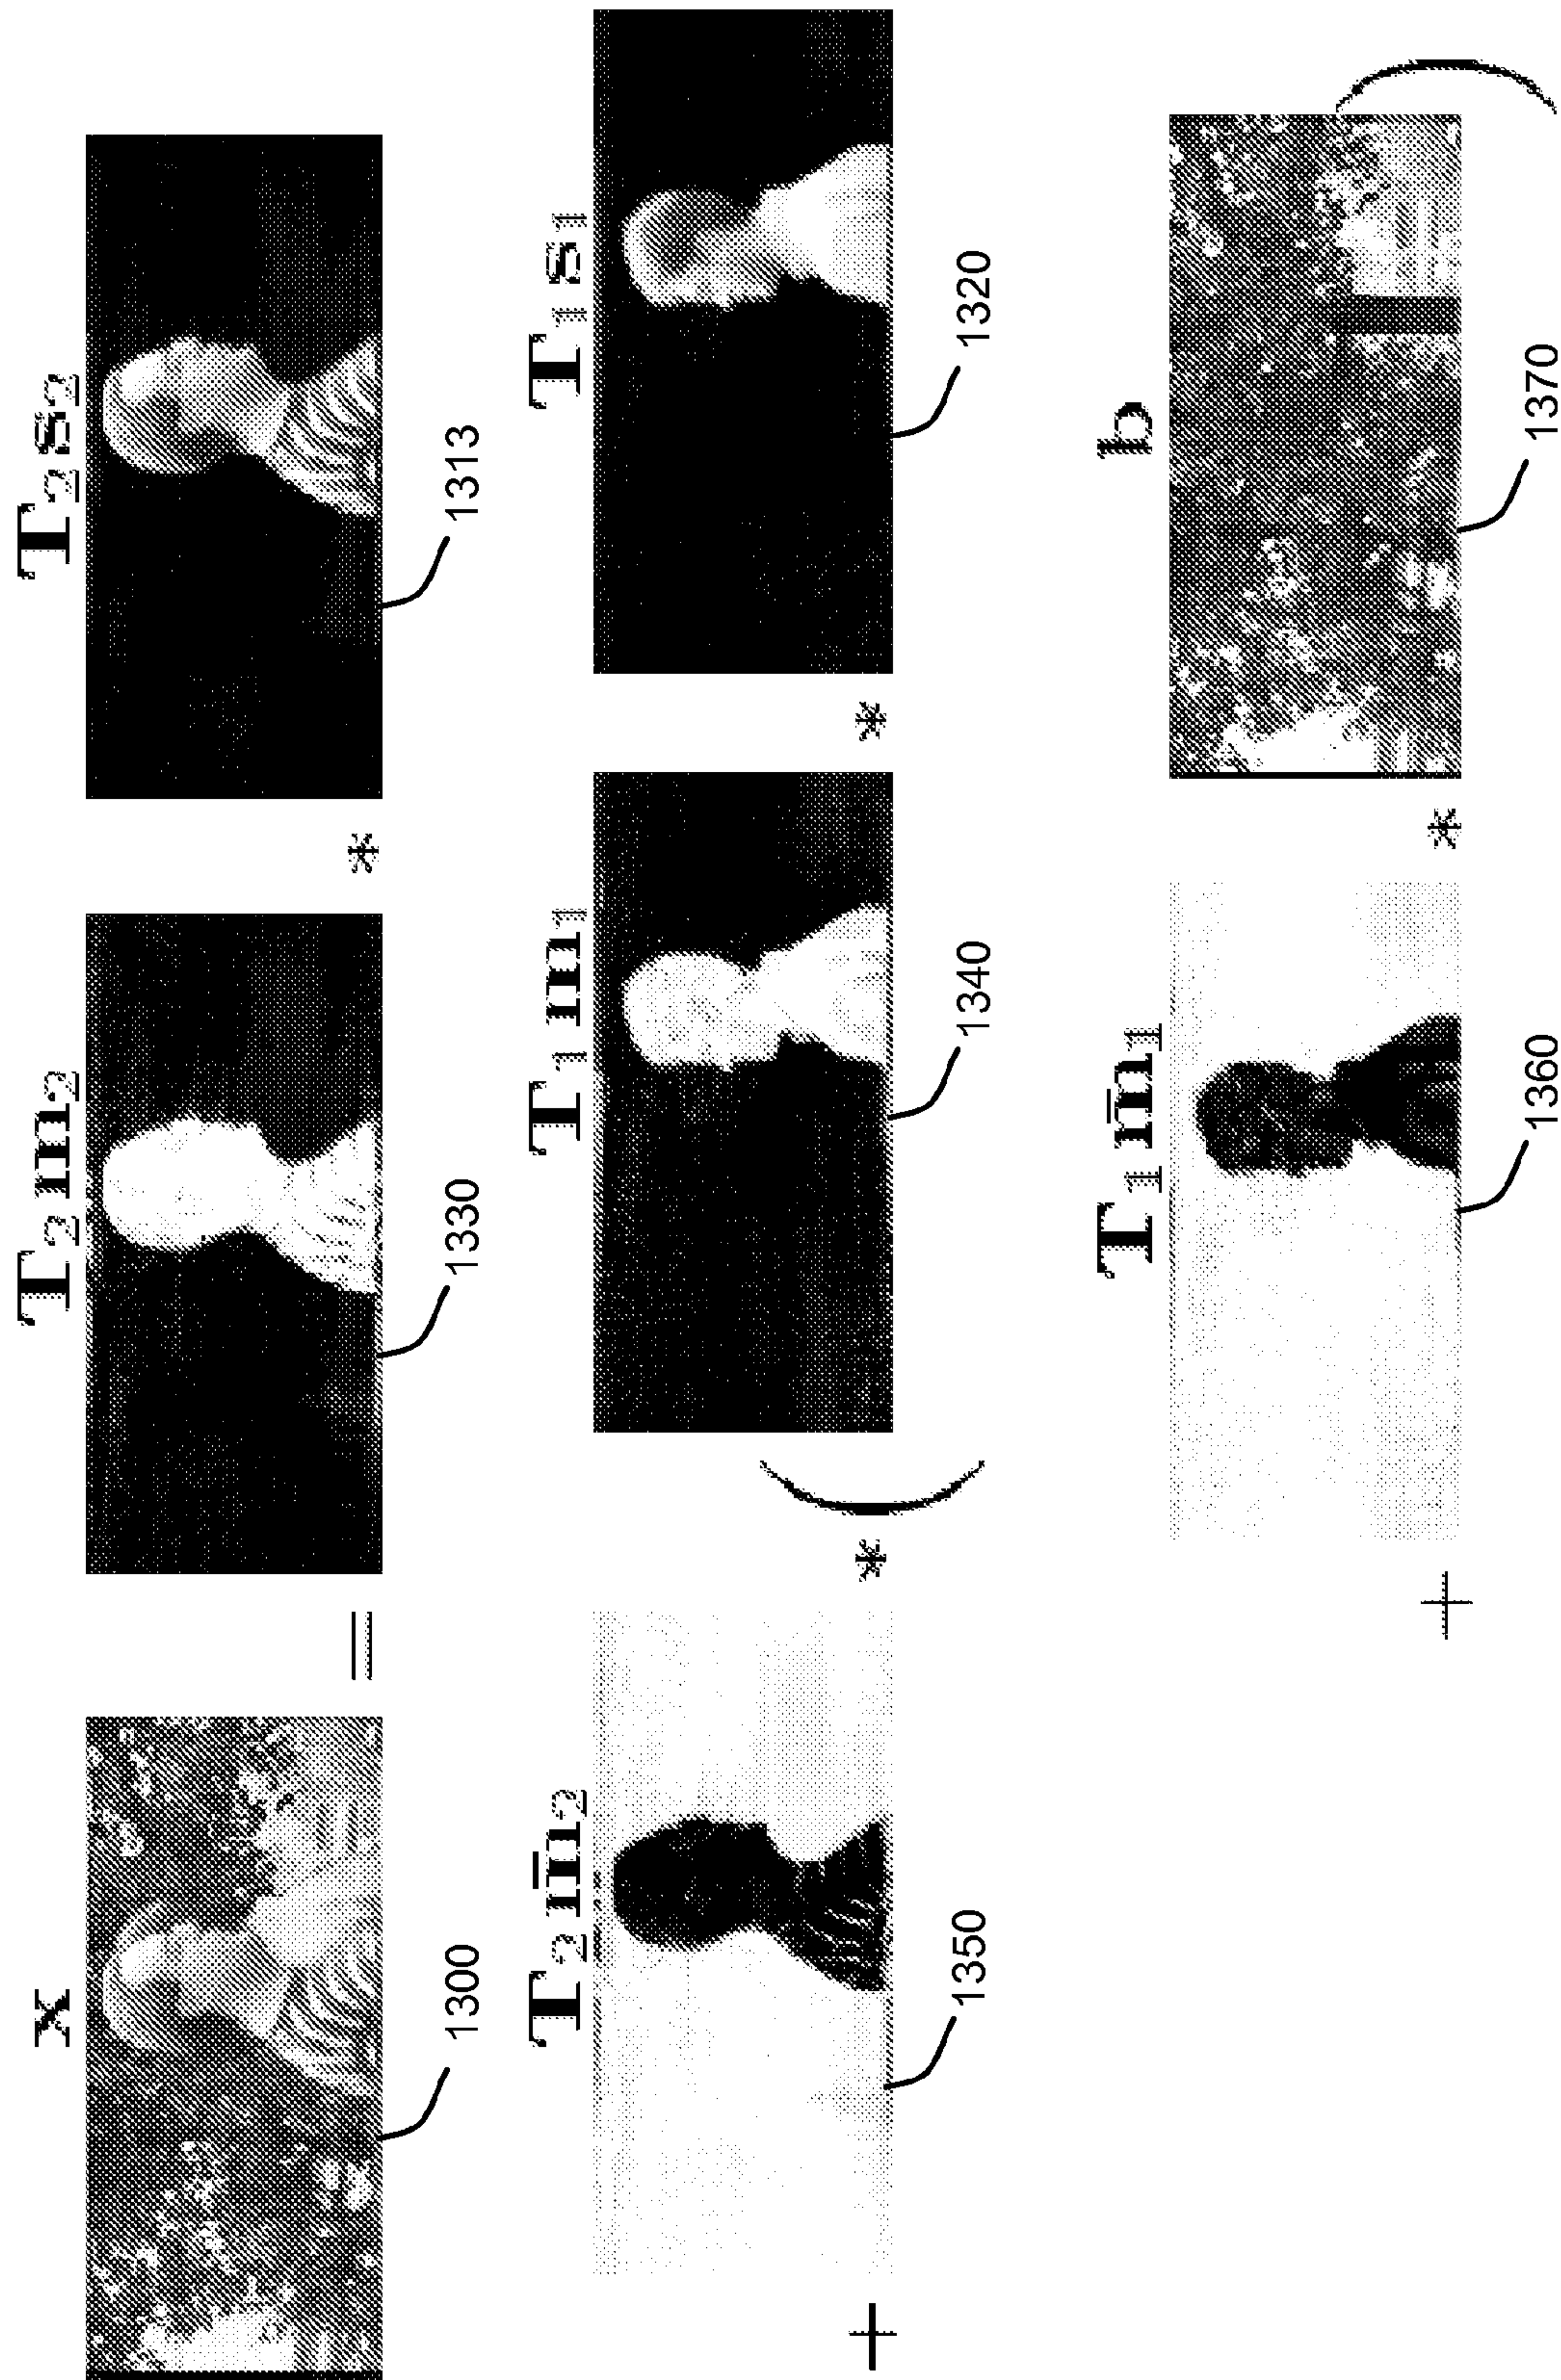 x = T₂m₂ * T₂s₂
1300 1330 1313
+ T₂m̄₂ * ( T₁m₁ * T₁s₁
1350 1340 1320
+ T₁m̄₁ * b )
1360 1370